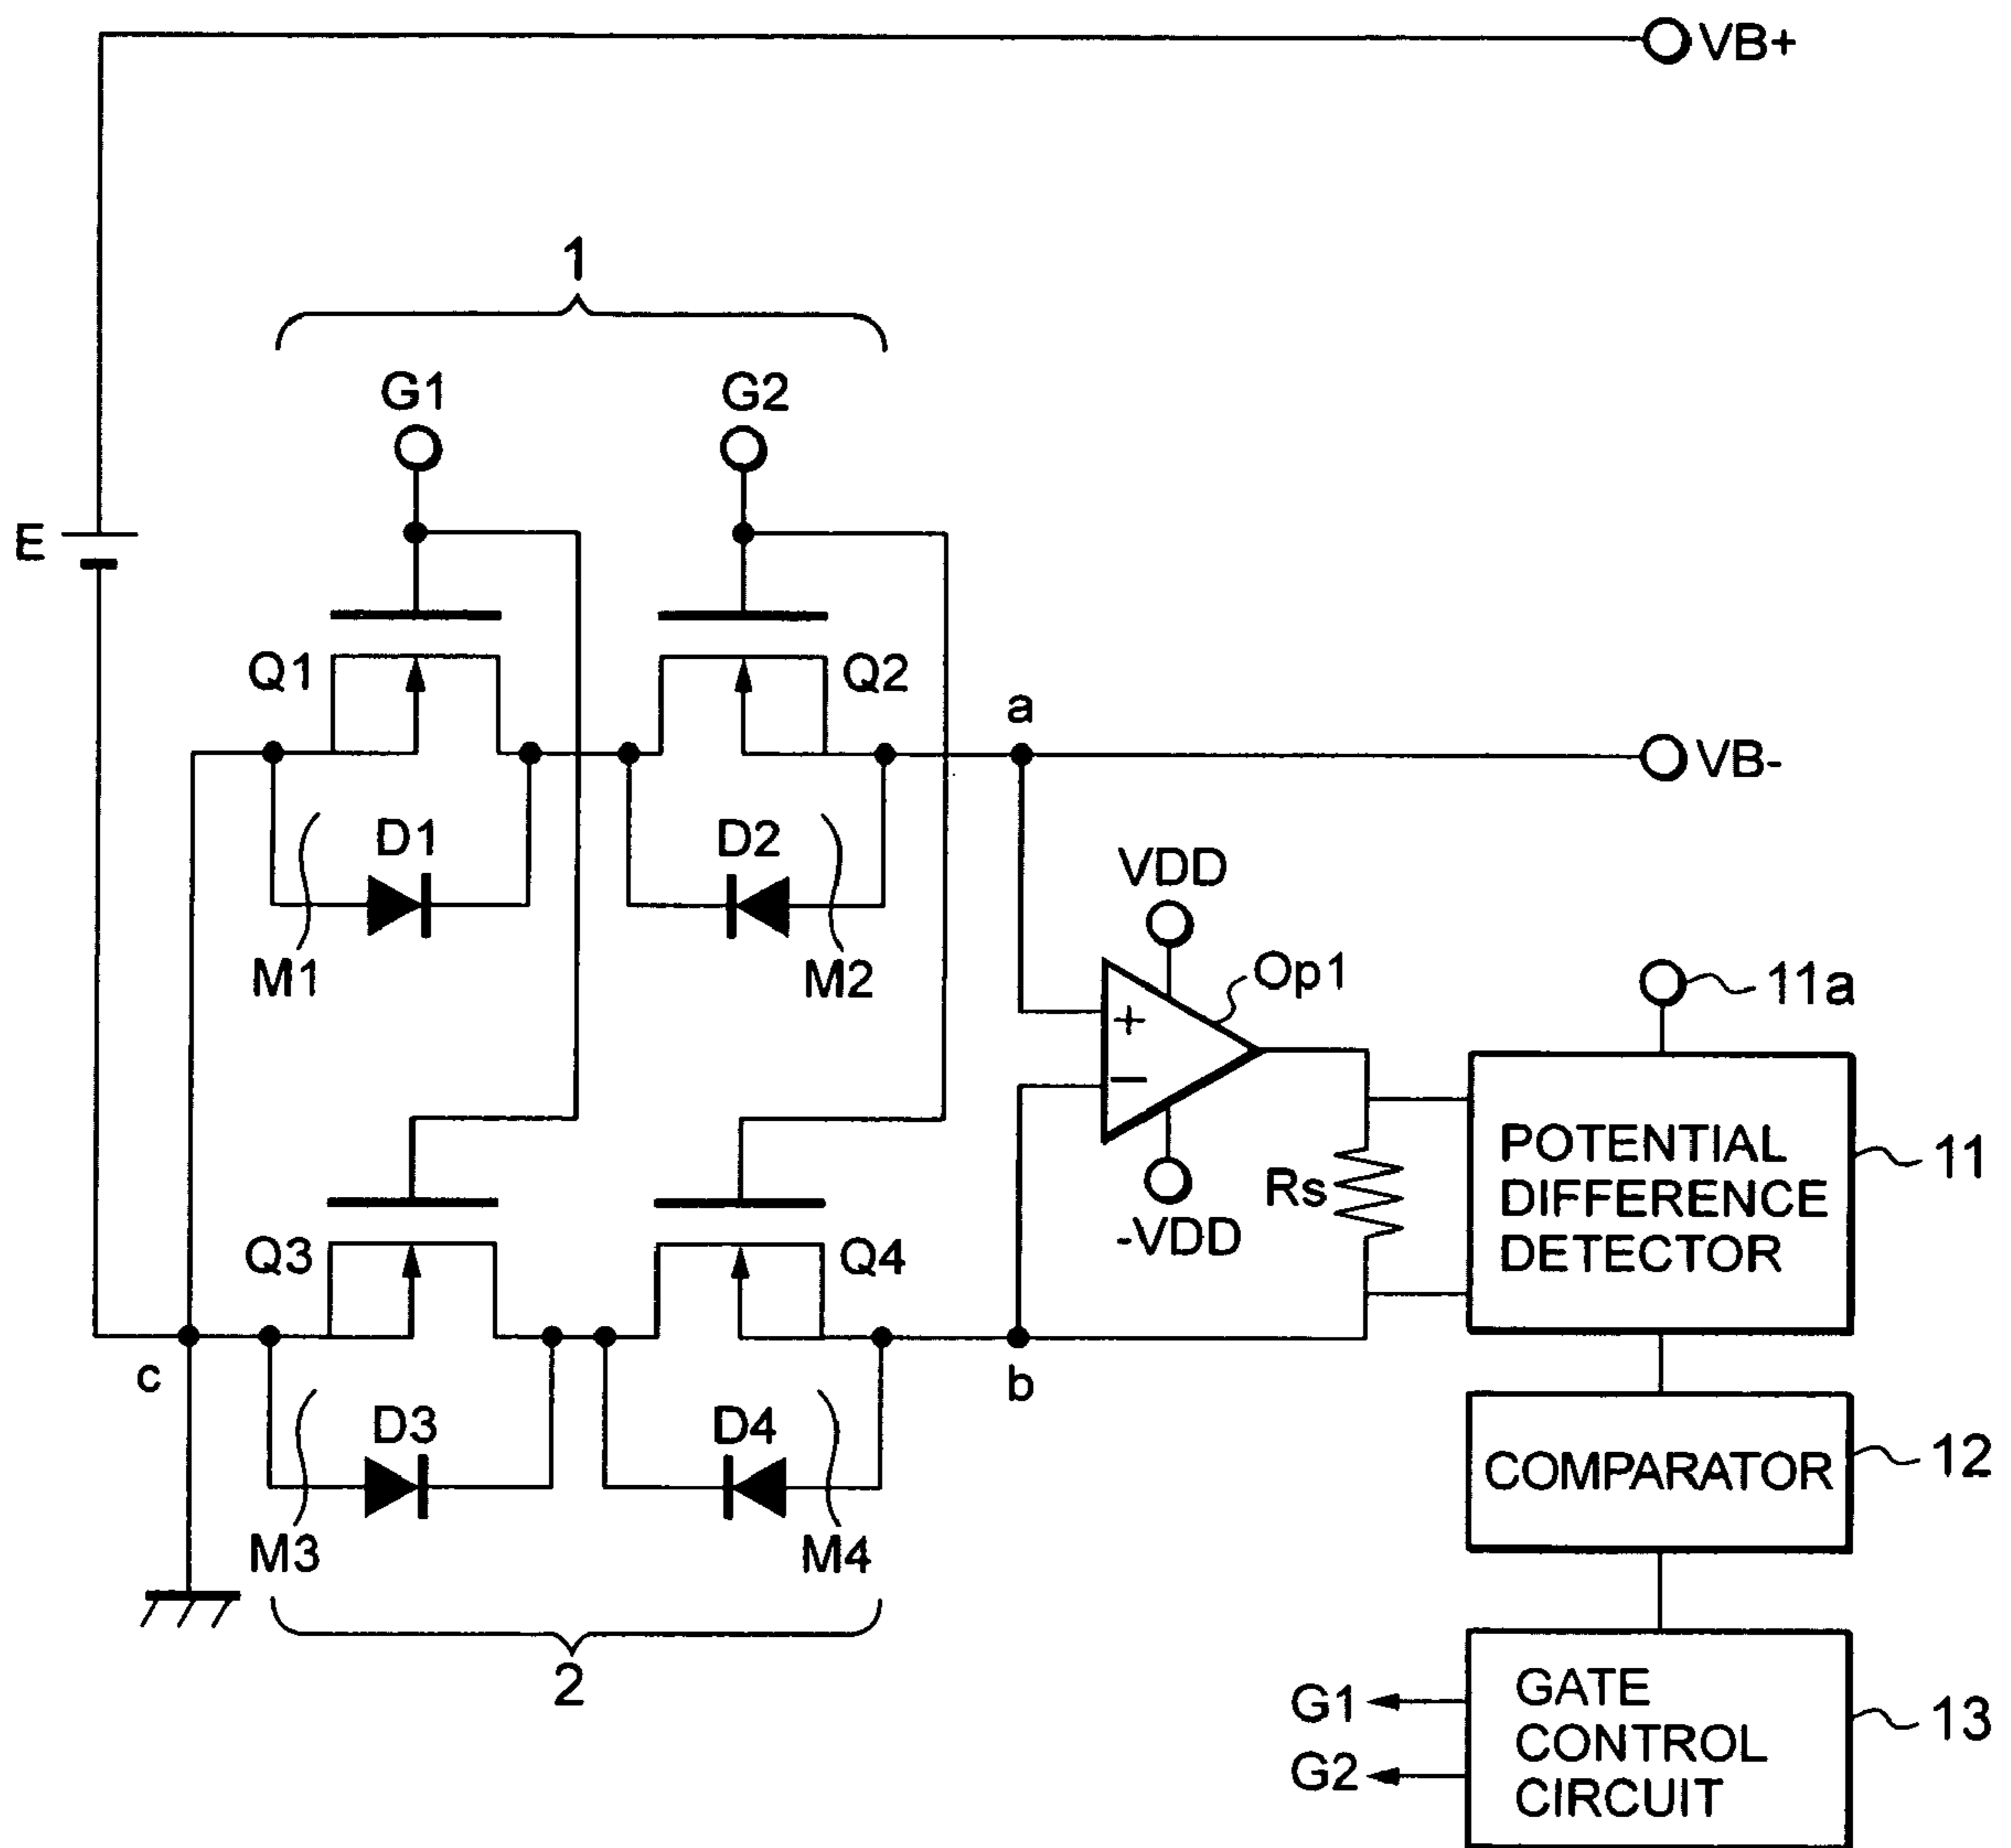 VB+
1
G1
G2
E
Q1
Q2
a
VB-
D1
D2
VDD
M1
M2
Op1
11a
+
−
POTENTIAL
DIFFERENCE
DETECTOR
11
Rs
-VDD
Q3
Q4
c
b
D3
D4
COMPARATOR
12
M3
M4
2
GATE
CONTROL
CIRCUIT
G1
G2
13